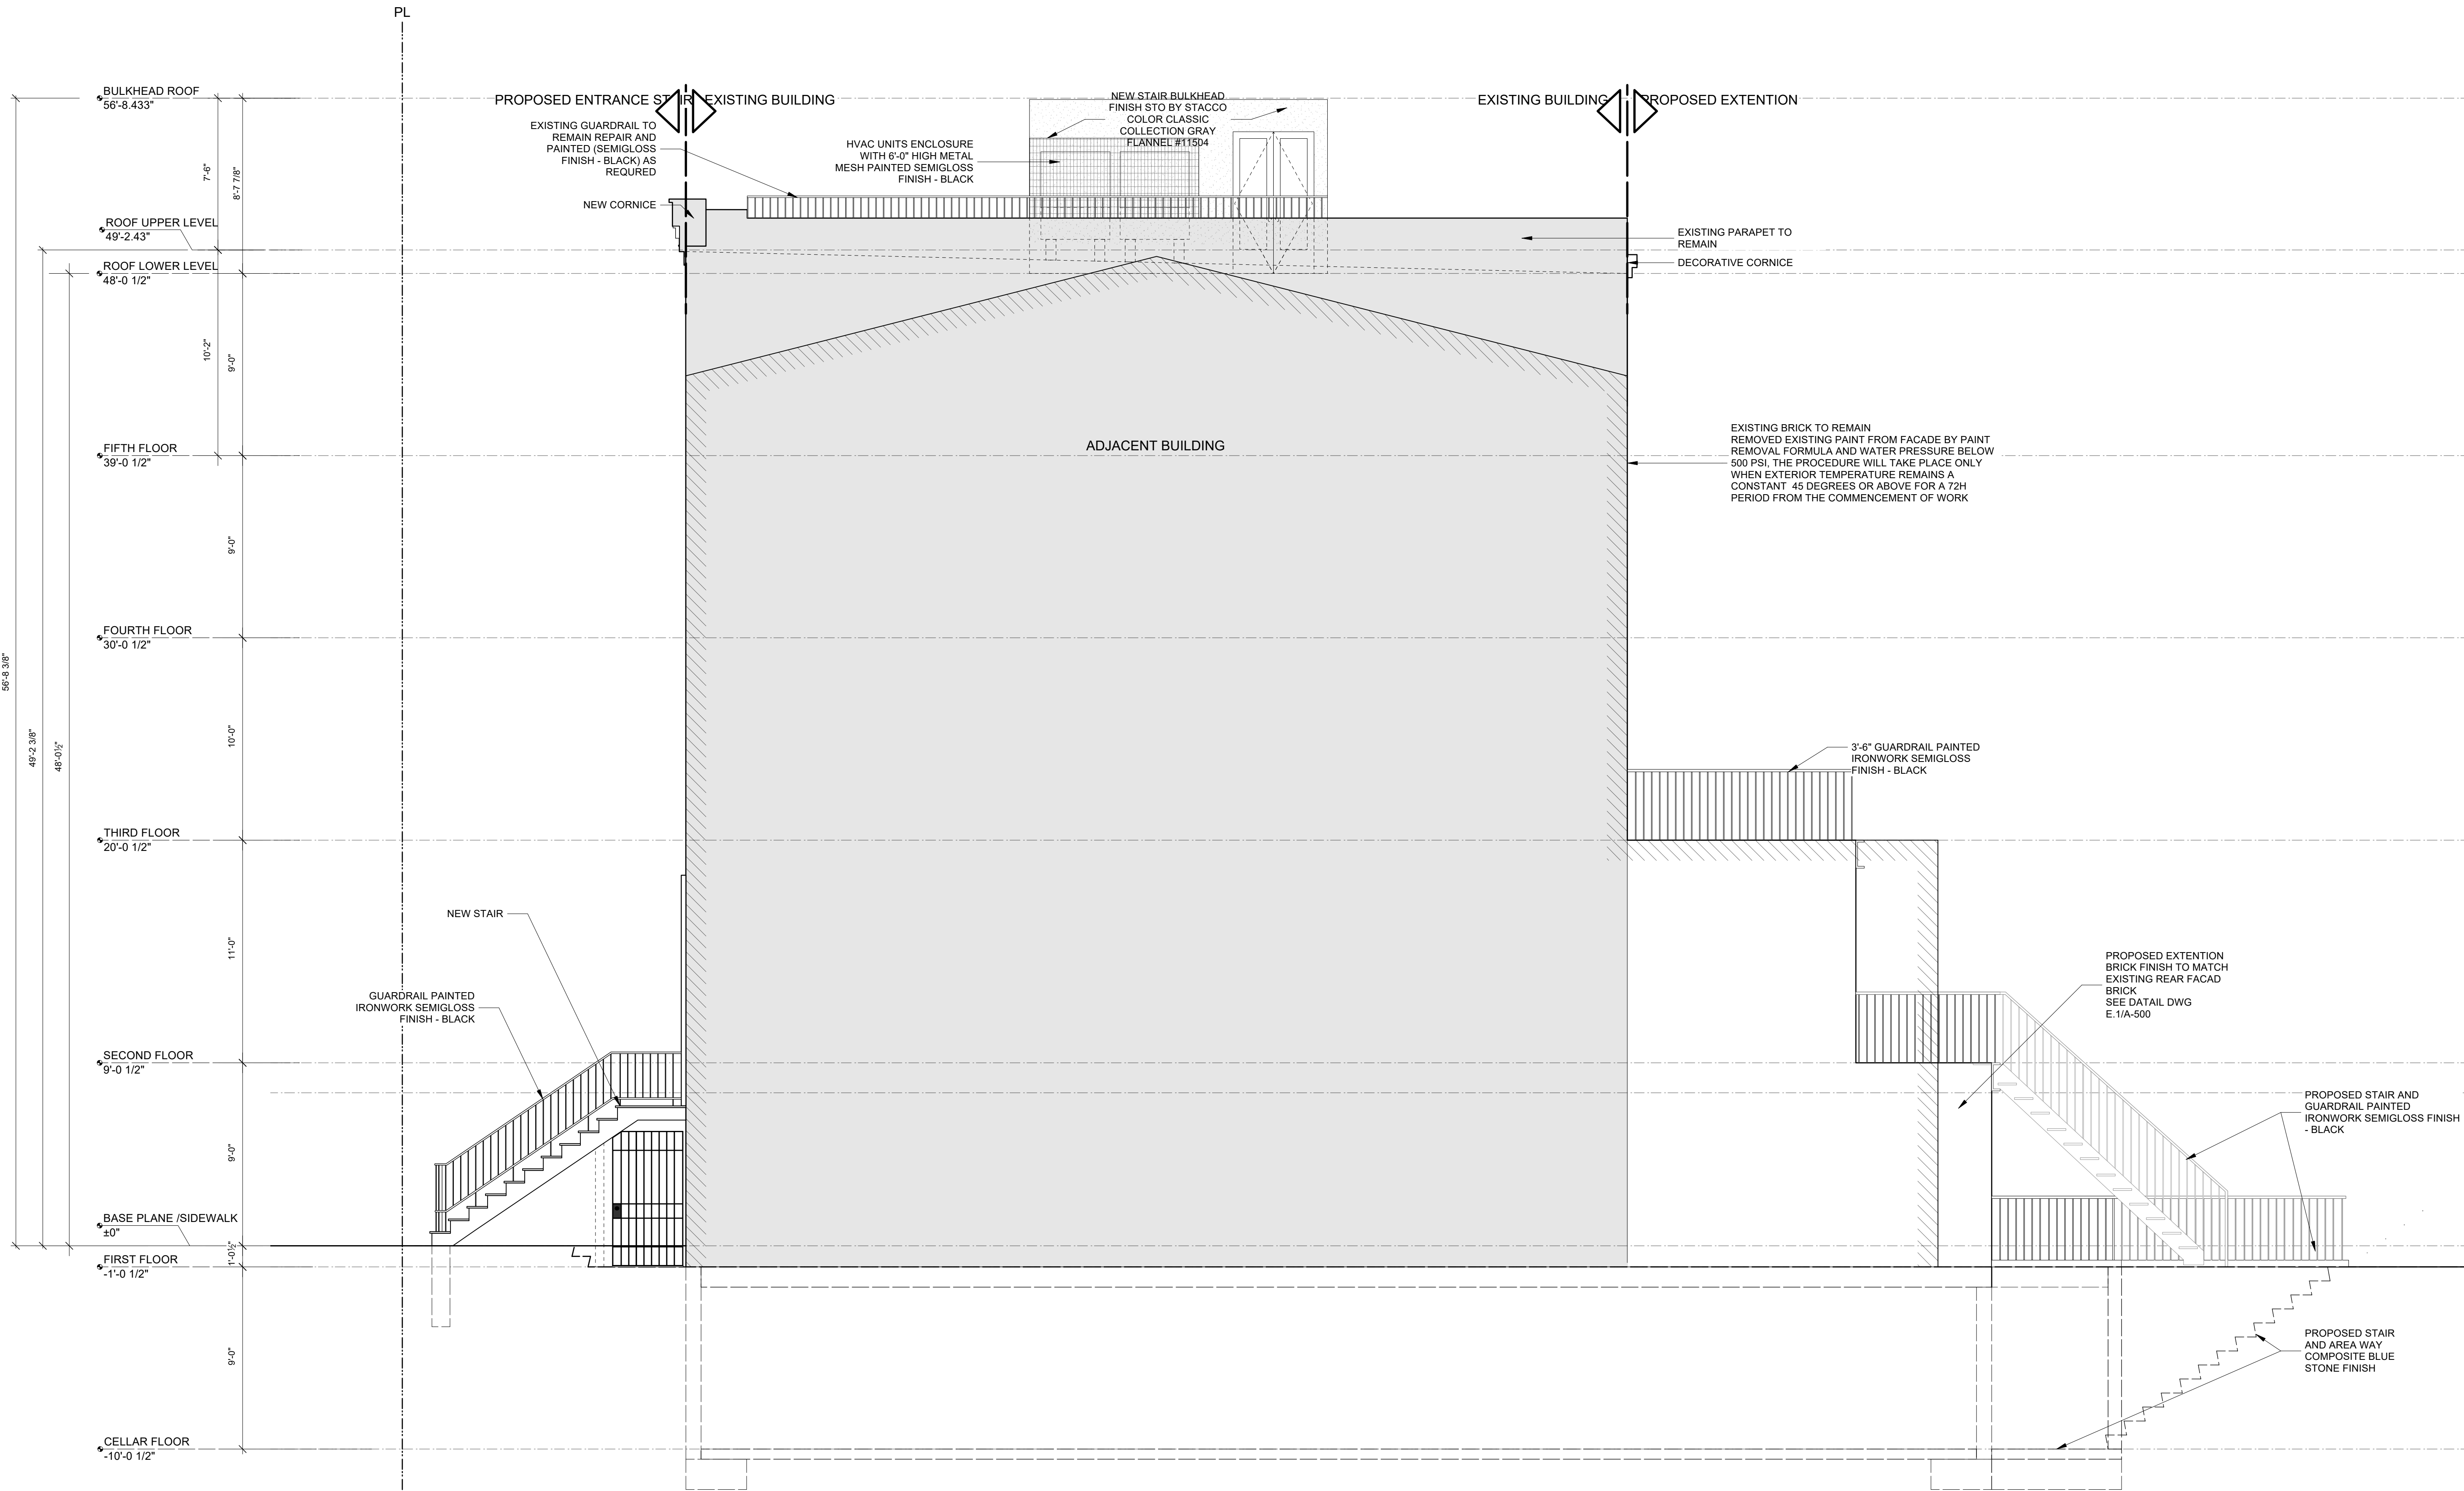 PL
BULKHEAD ROOF
56'-8.433"
PROPOSED ENTRANCE STAIR
EXISTING BUILDING
EXISTING BUILDING
PROPOSED EXTENTION
NEW STAIR BULKHEAD
FINISH STO BY STACCO
COLOR CLASSIC
COLLECTION GRAY
FLANNEL #11504
EXISTING GUARDRAIL TO
REMAIN REPAIR AND
PAINTED (SEMIGLOSS
FINISH - BLACK) AS
REQURED
HVAC UNITS ENCLOSURE
WITH 6'-0" HIGH METAL
MESH PAINTED SEMIGLOSS
FINISH - BLACK
7'-6"
8'-7 7/8"
NEW CORNICE
ROOF UPPER LEVEL
49'-2.43"
EXISTING PARAPET TO
REMAIN
DECORATIVE CORNICE
ROOF LOWER LEVEL
48'-0 1/2"
10'-2"
9'-0"
FIFTH FLOOR
39'-0 1/2"
ADJACENT BUILDING
EXISTING BRICK TO REMAIN
REMOVED EXISTING PAINT FROM FACADE BY PAINT
REMOVAL FORMULA AND WATER PRESSURE BELOW
500 PSI, THE PROCEDURE WILL TAKE PLACE ONLY
WHEN EXTERIOR TEMPERATURE REMAINS A
CONSTANT 45 DEGREES OR ABOVE FOR A 72H
PERIOD FROM THE COMMENCEMENT OF WORK
9'-0"
FOURTH FLOOR
30'-0 1/2"
56'-8 3/8"
49'-2 3/8"
48'-0½"
10'-0"
3'-6" GUARDRAIL PAINTED
IRONWORK SEMIGLOSS
FINISH - BLACK
THIRD FLOOR
20'-0 1/2"
NEW STAIR
11'-0"
GUARDRAIL PAINTED
IRONWORK SEMIGLOSS
FINISH - BLACK
PROPOSED EXTENTION
BRICK FINISH TO MATCH
EXISTING REAR FACAD
BRICK
SEE DATAIL DWG
E.1/A-500
SECOND FLOOR
9'-0 1/2"
9'-0"
PROPOSED STAIR AND
GUARDRAIL PAINTED
IRONWORK SEMIGLOSS FINISH
- BLACK
BASE PLANE /SIDEWALK
±0"
1'-0½"
FIRST FLOOR
-1'-0 1/2"
9'-0"
PROPOSED STAIR
AND AREA WAY
COMPOSITE BLUE
STONE FINISH
CELLAR FLOOR
-10'-0 1/2"